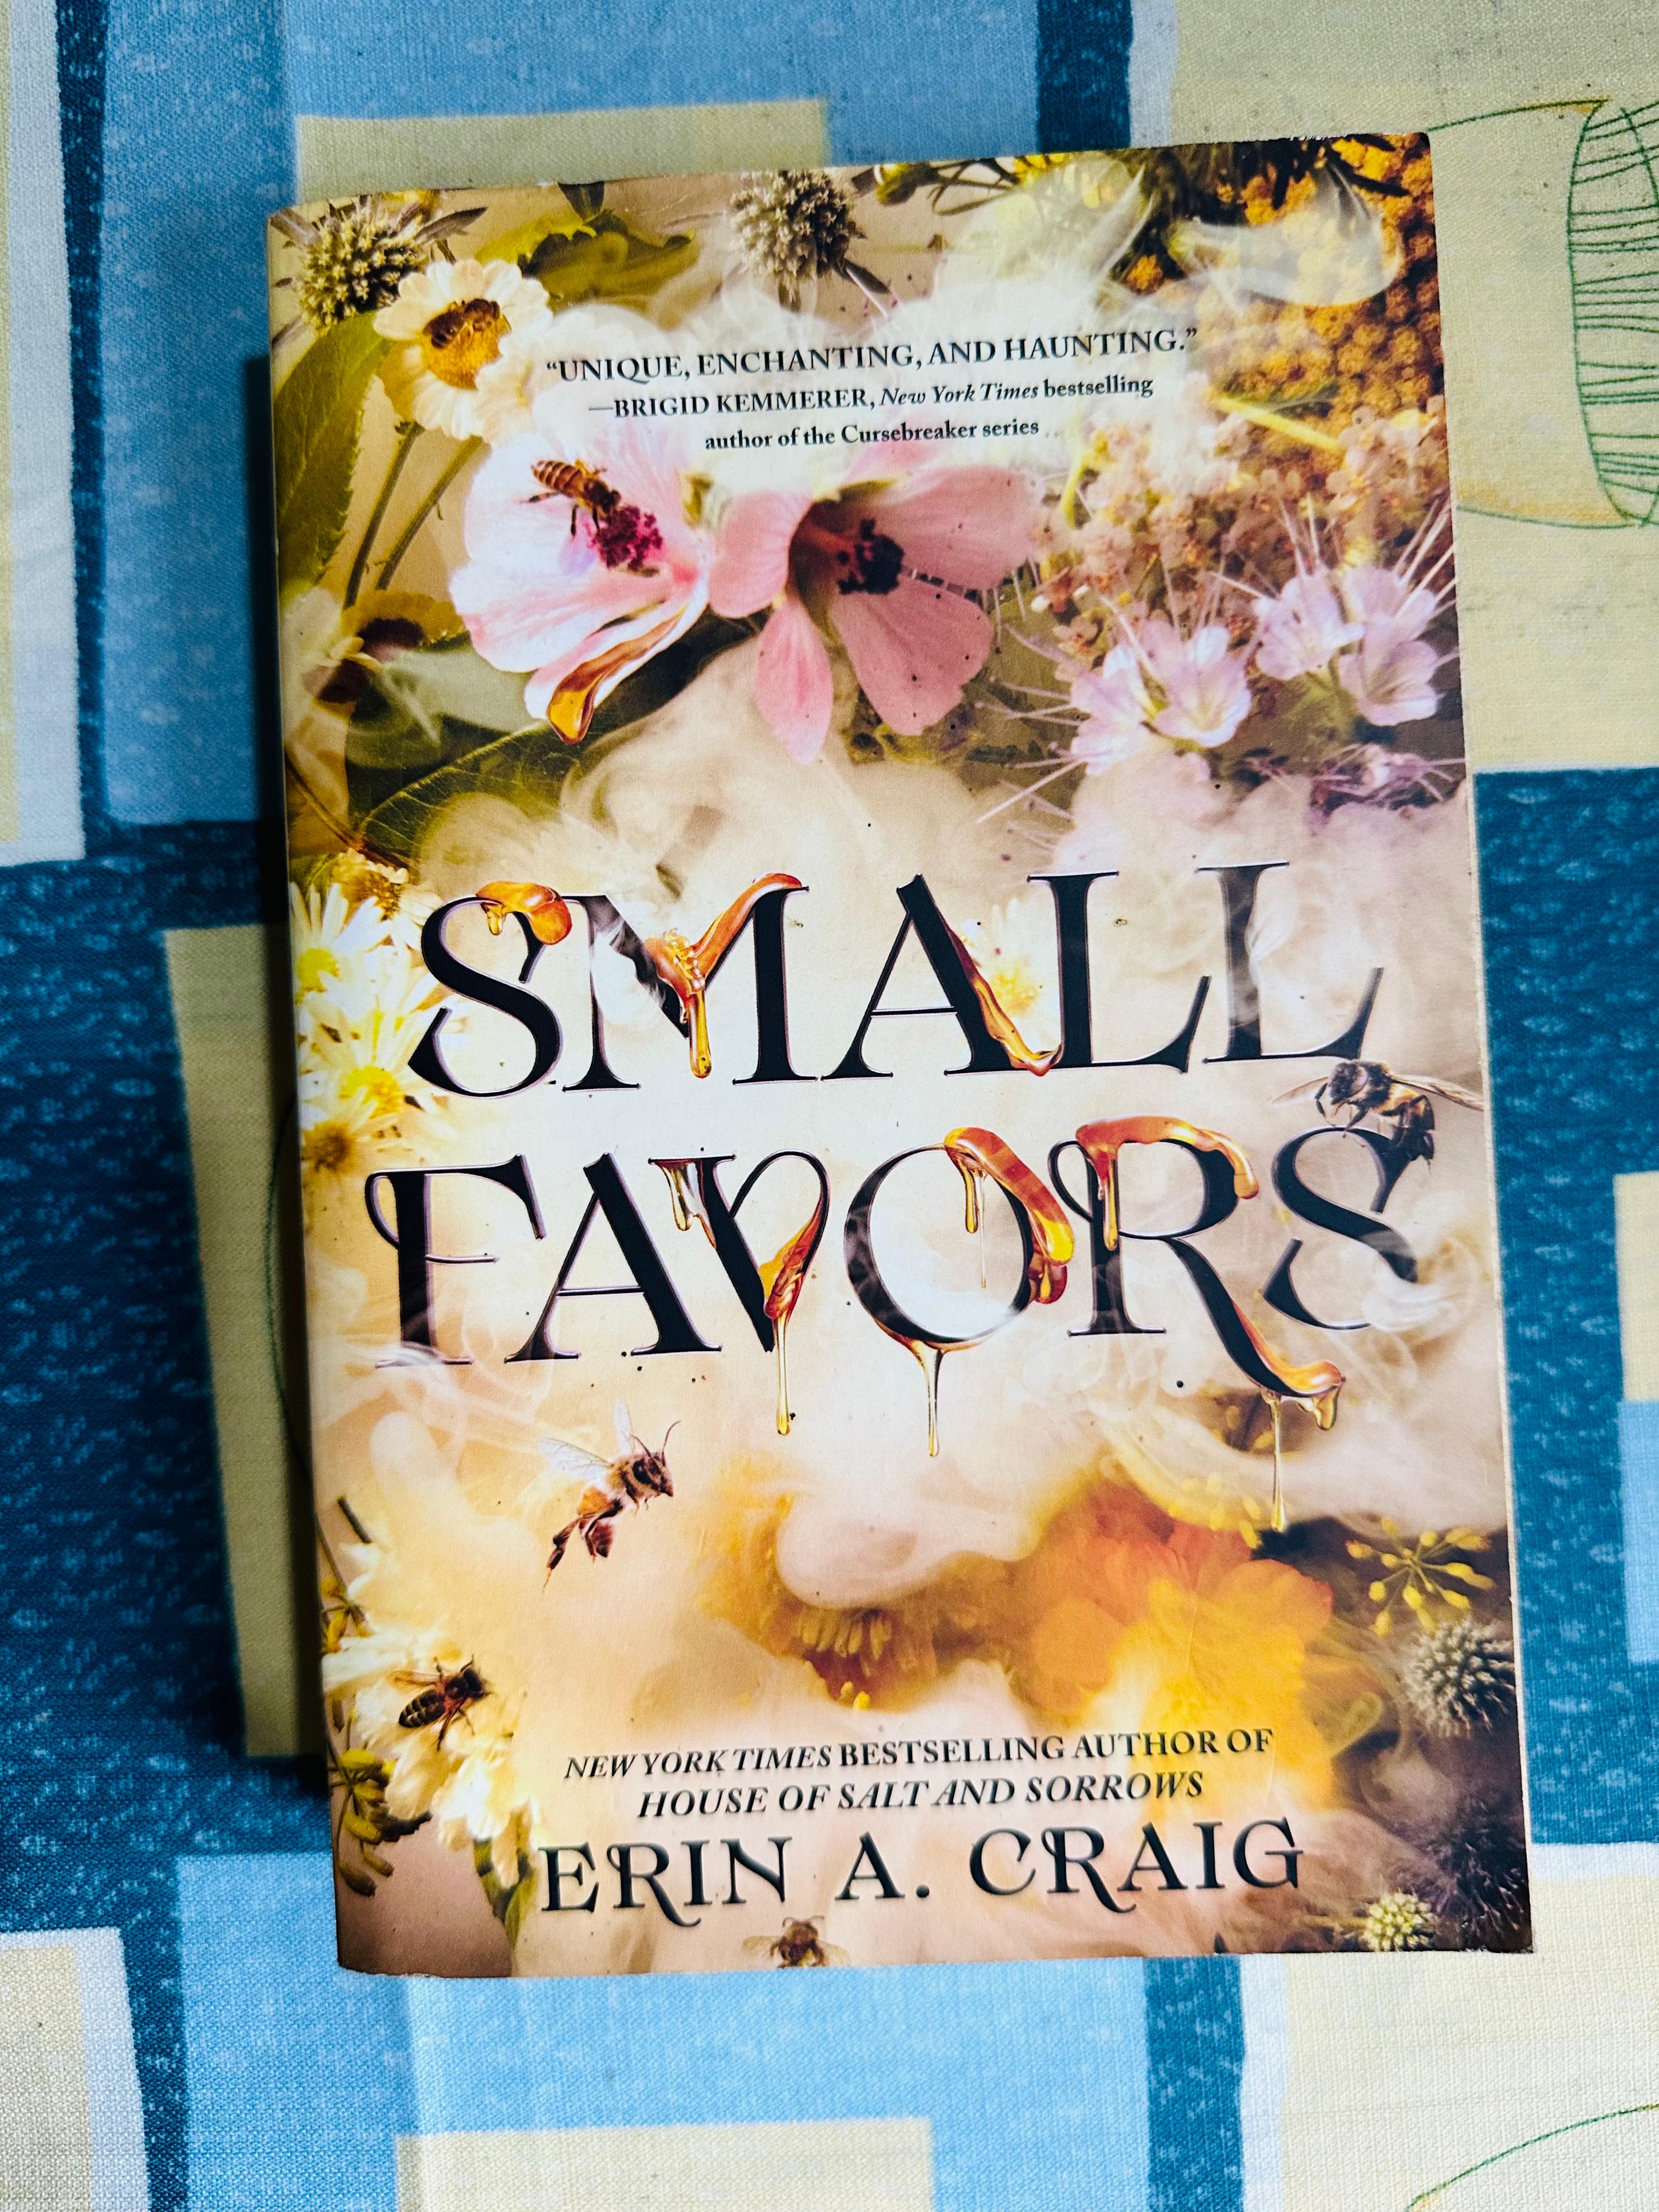 “UNIQUE, ENCHANTING, AND HAUNTING.”
—BRIGID KEMMERER, New York Times bestselling
author of the Cursebreaker series
SMALL
FAVORS
NEW YORK TIMES BESTSELLING AUTHOR OF
HOUSE OF SALT AND SORROWS
ERIN A. CRAIG